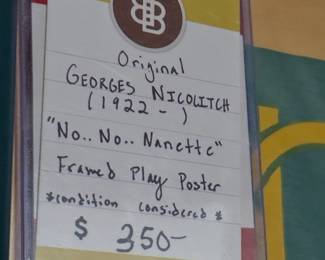 B B
Original
GEORGES NICOLITCH
(1922 - )
"No.. No.. Nanette"
Framed Play Poster
*condition considered*
$ 350-